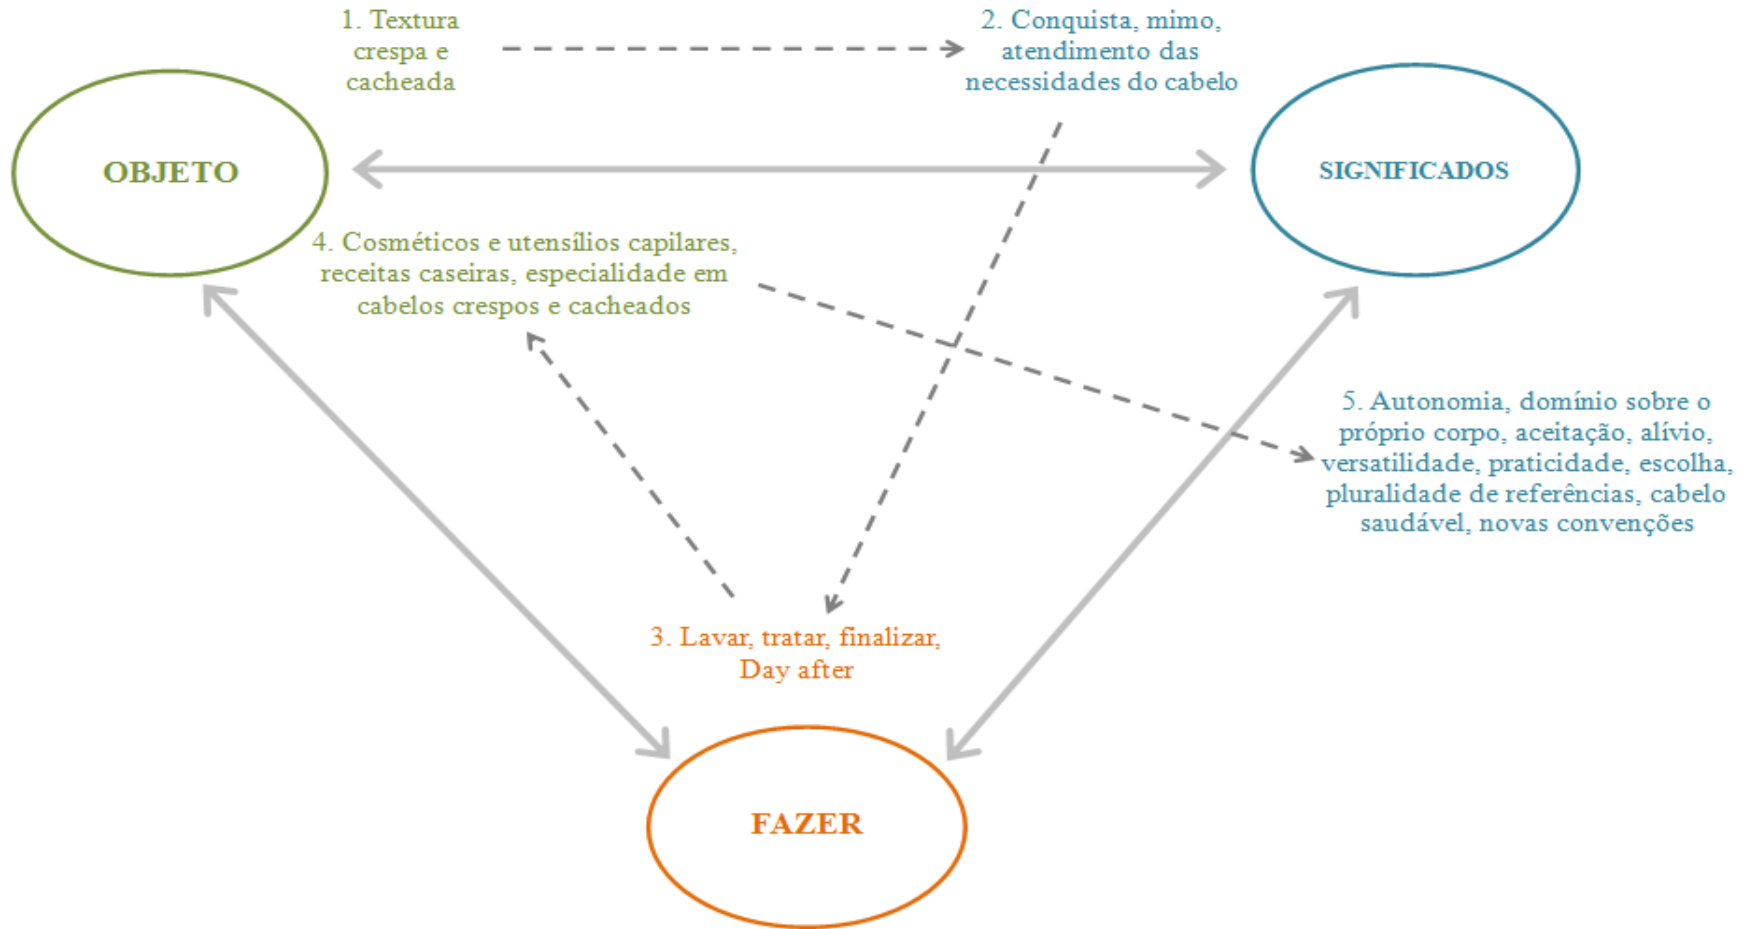 1. Textura
crespa e
cacheada
2. Conquista, mimo,
atendimento das
necessidades do cabelo
OBJETO
SIGNIFICADOS
4. Cosméticos e utensílios capilares,
receitas caseiras, especialidade em
cabelos crespos e cacheados
5. Autonomia, domínio sobre o
próprio corpo, aceitação, alívio,
versatilidade, praticidade, escolha,
pluralidade de referências, cabelo
saudável, novas convenções
3. Lavar, tratar, finalizar,
Day after
FAZER